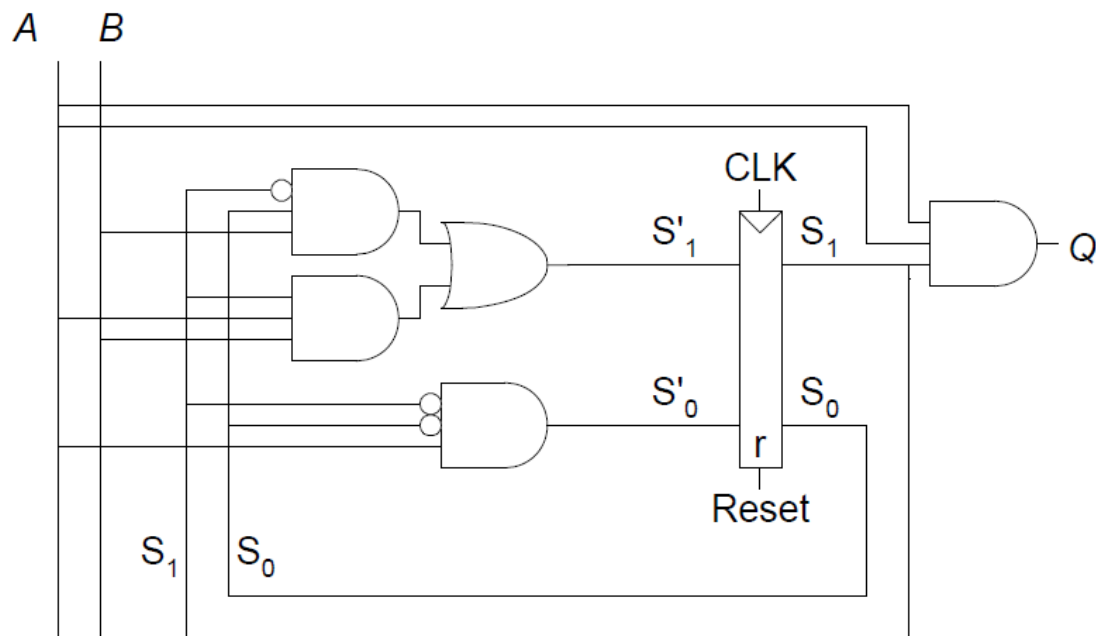 A B
CLK
S'₁ S₁
Q
S'₀ S₀
r
Reset
S₁ S₀